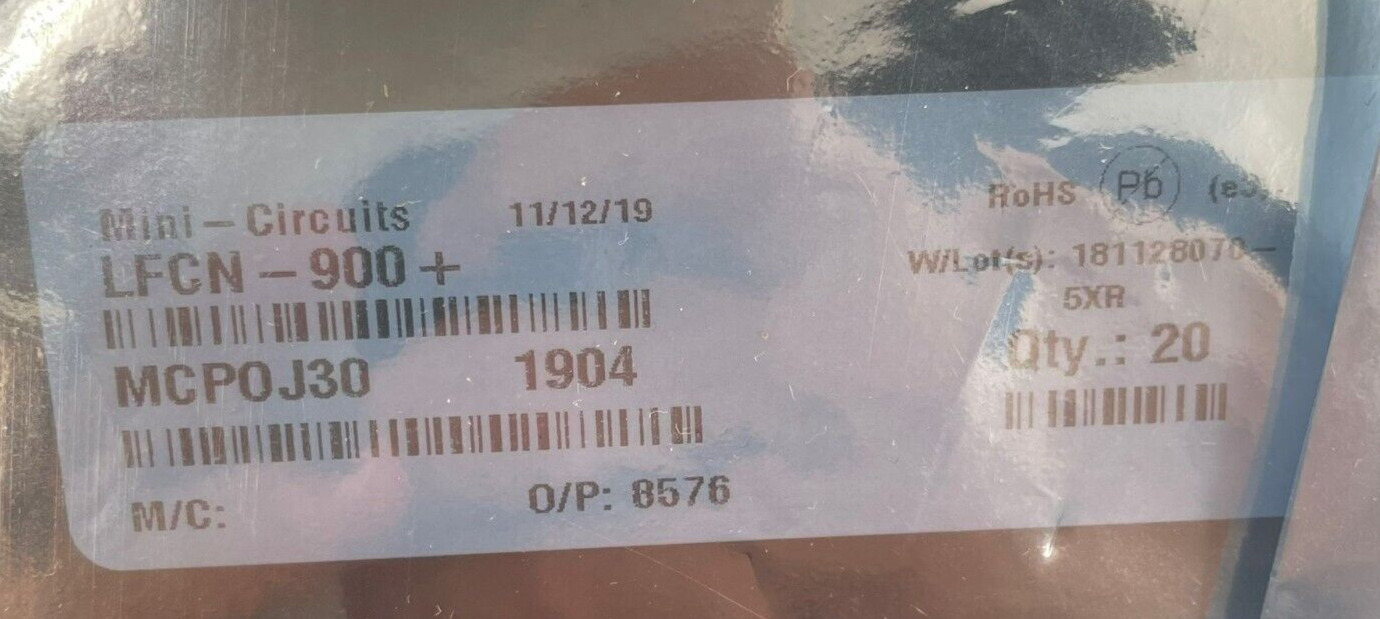 Mini-Circuits 11/12/19
LFCN-900+
MCPOJ30 1904
M/C: O/P: 8576
RoHS Pb
W/Lot(s): 181128070-
5XR
Qty.: 20